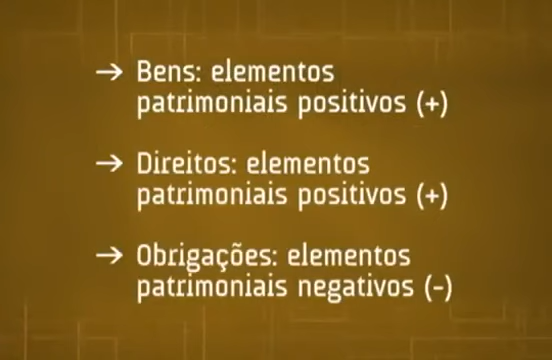 → Bens: elementos
patrimoniais positivos (+)
→ Direitos: elementos
patrimoniais positivos (+)
→ Obrigações: elementos
patrimoniais negativos (-)